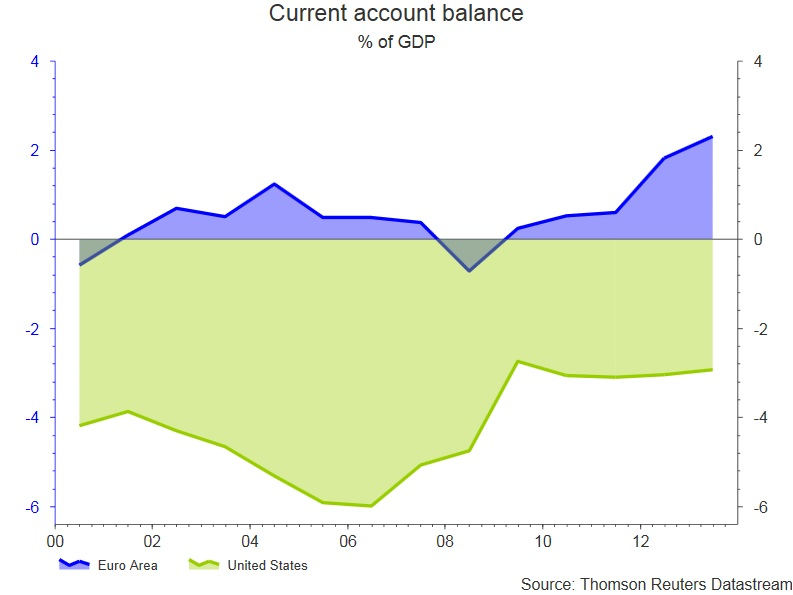 Current account balance
% of GDP
4 4
2 2
0 0
-2 -2
-4 -4
-6 -6
00 02 04 06 08 10 12
Euro Area United States
Source: Thomson Reuters Datastream